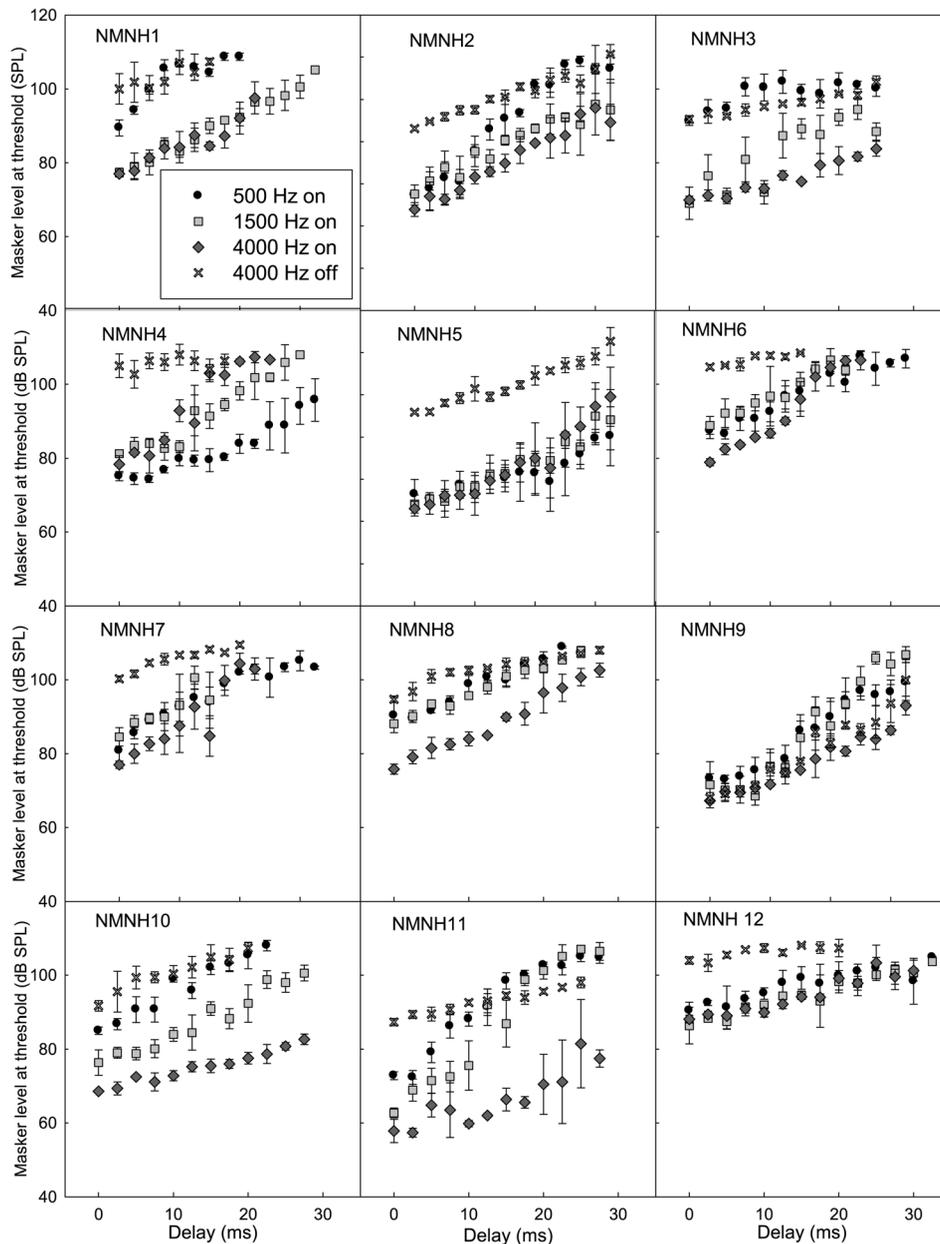 120
NMNH1
NMNH2
NMNH3
100
80
60
40
Masker level at threshold (SPL)
500 Hz on
1500 Hz on
4000 Hz on
4000 Hz off
NMNH4
NMNH5
NMNH6
100
80
60
40
Masker level at threshold (dB SPL)
NMNH7
NMNH8
NMNH9
100
80
60
40
Masker level at threshold (dB SPL)
NMNH10
NMNH11
NMNH 12
100
80
60
40
Masker level at threshold (dB SPL)
0 10 20 30
0 10 20 30
0 10 20 30
Delay (ms)
Delay (ms)
Delay (ms)